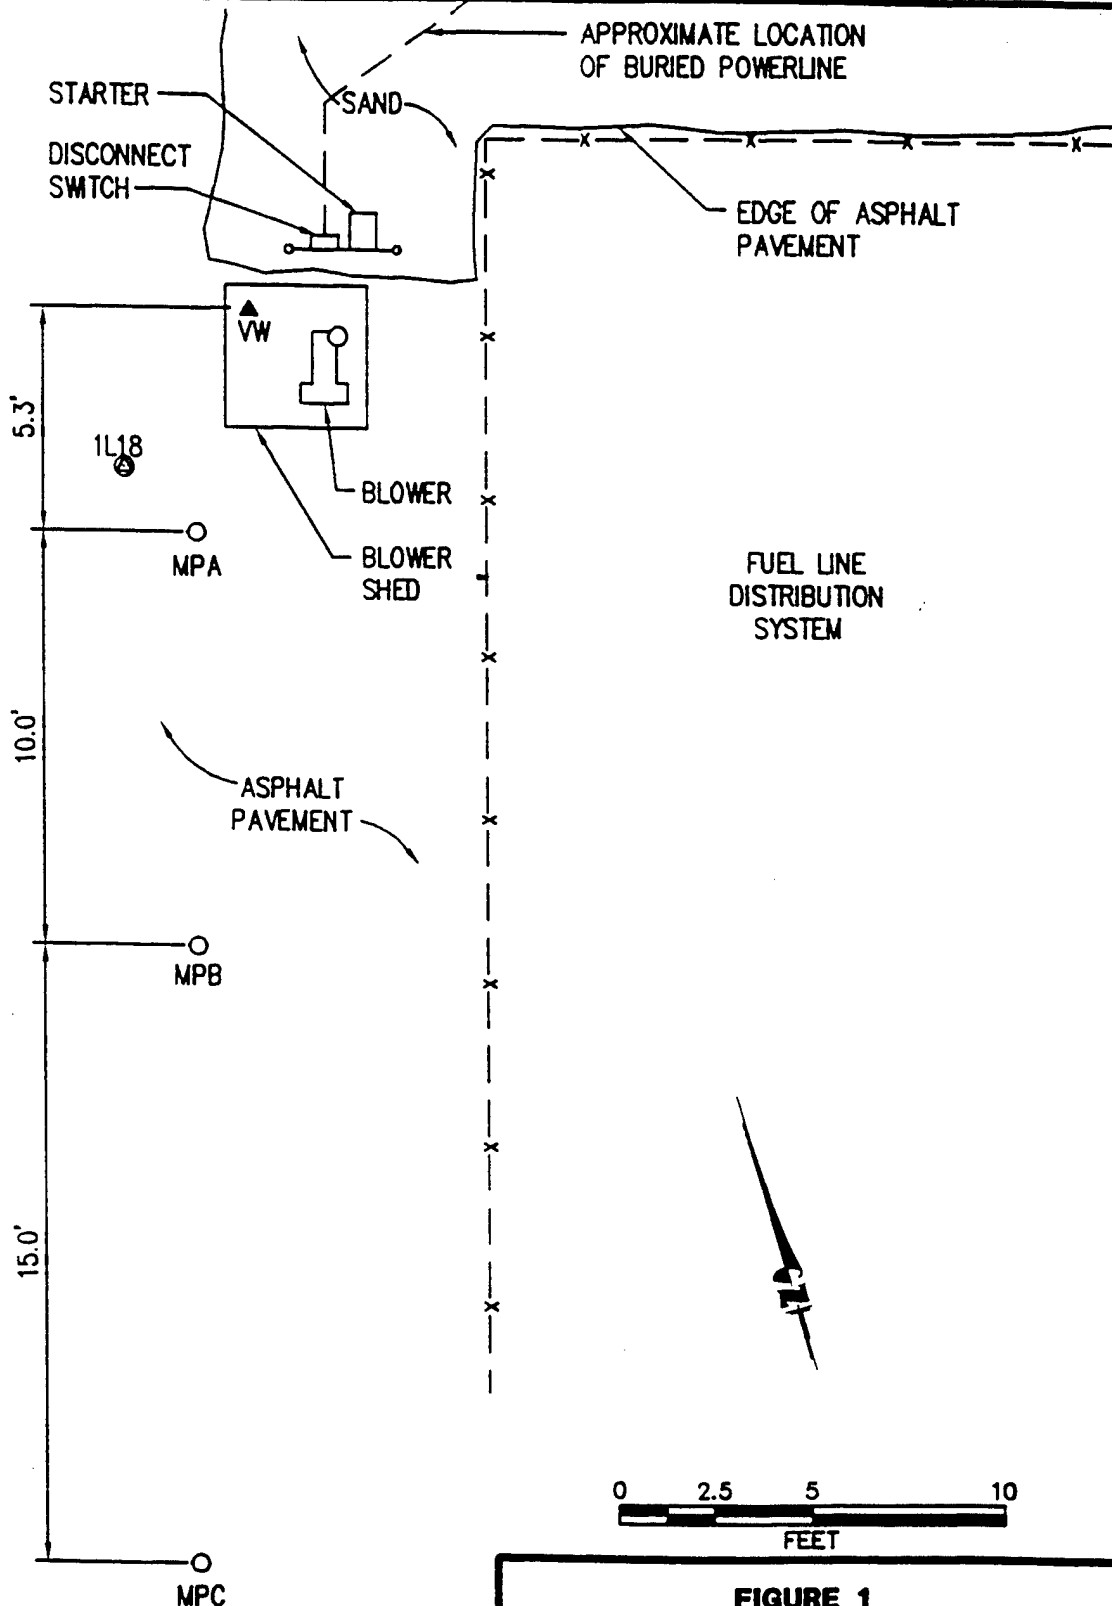 APPROXIMATE LOCATION
OF BURIED POWERLINE
STARTER
SAND
DISCONNECT
SWITCH
EDGE OF ASPHALT
PAVEMENT
VW
5.3'
1L18
BLOWER
MPA
BLOWER
SHED
FUEL LINE
DISTRIBUTION
SYSTEM
10.0'
ASPHALT
PAVEMENT
MPB
15.0'
N
0 2.5 5 10
FEET
MPC
FIGURE 1